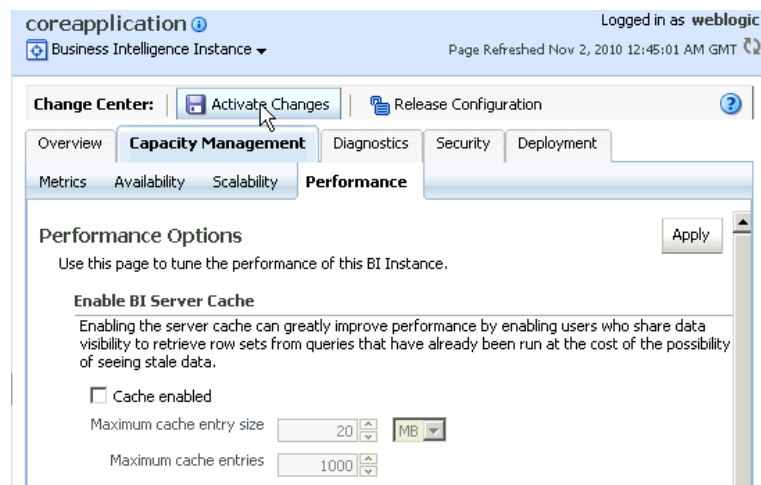 coreapplication
Logged in as weblogic
Business Intelligence Instance
Page Refreshed Nov 2, 2010 12:45:01 AM GMT
Change Center: Activate Changes Release Configuration
Overview Capacity Management Diagnostics Security Deployment
Metrics Availability Scalability Performance
Performance Options
Apply
Use this page to tune the performance of this BI Instance.
Enable BI Server Cache
Enabling the server cache can greatly improve performance by enabling users who share data
visibility to retrieve row sets from queries that have already been run at the cost of the possibility
of seeing stale data.
Cache enabled
Maximum cache entry size 20 MB
Maximum cache entries 1000